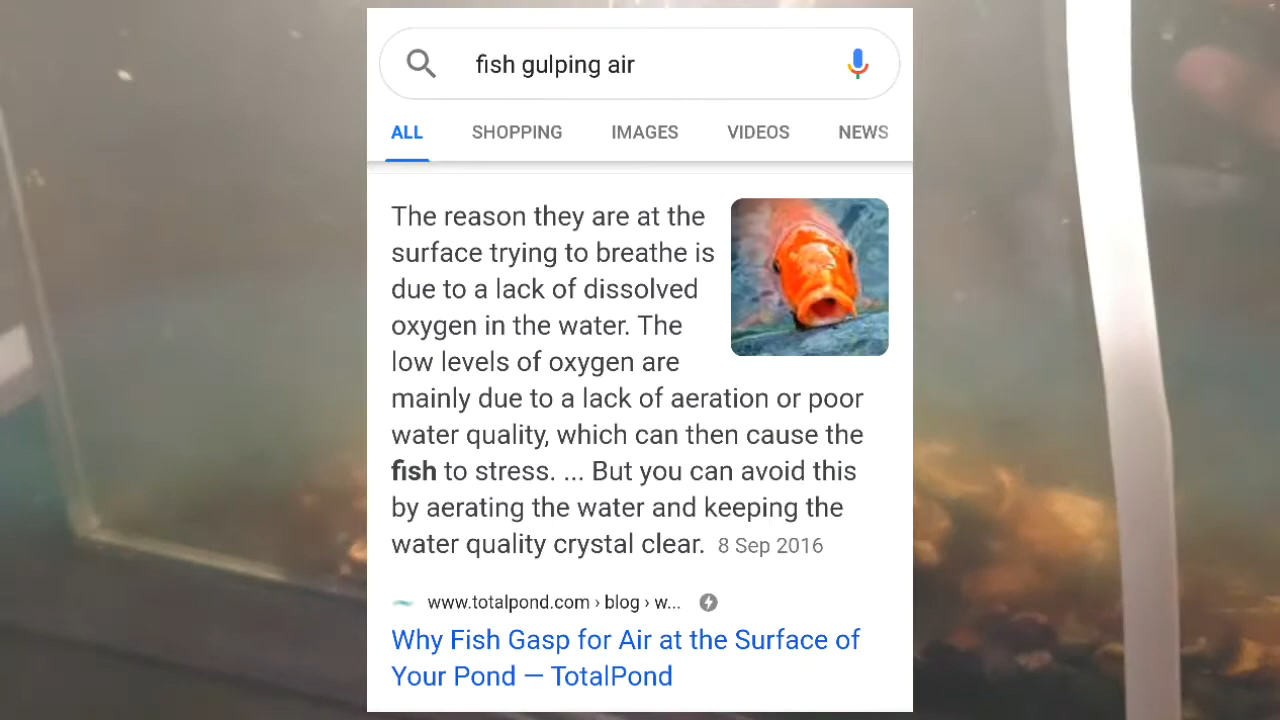 fish gulping air
ALL SHOPPING IMAGES VIDEOS NEWS
The reason they are at the
surface trying to breathe is
due to a lack of dissolved
oxygen in the water. The
low levels of oxygen are
mainly due to a lack of aeration or poor
water quality, which can then cause the
fish to stress. ... But you can avoid this
by aerating the water and keeping the
water quality crystal clear. 8 Sep 2016
www.totalpond.com › blog › w...
Why Fish Gasp for Air at the Surface of
Your Pond — TotalPond